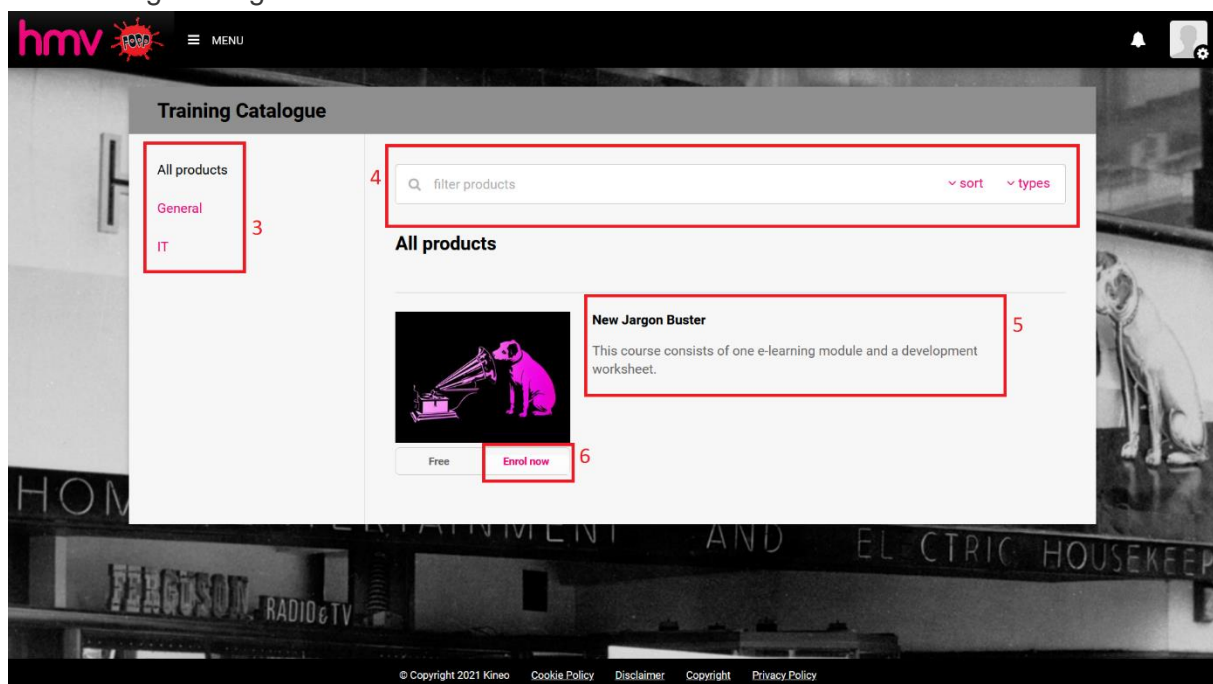 hmv FOPP MENU
Training Catalogue
All products
General
IT
3
4
filter products sort types
All products
New Jargon Buster
This course consists of one e-learning module and a development
worksheet.
5
Free Enrol now
6
HOM
AND EL CTRIC HOUSEKEEP
FERGUSON RADIO & TV
© Copyright 2021 Kineo Cookie Policy Disclaimer Copyright Privacy Policy